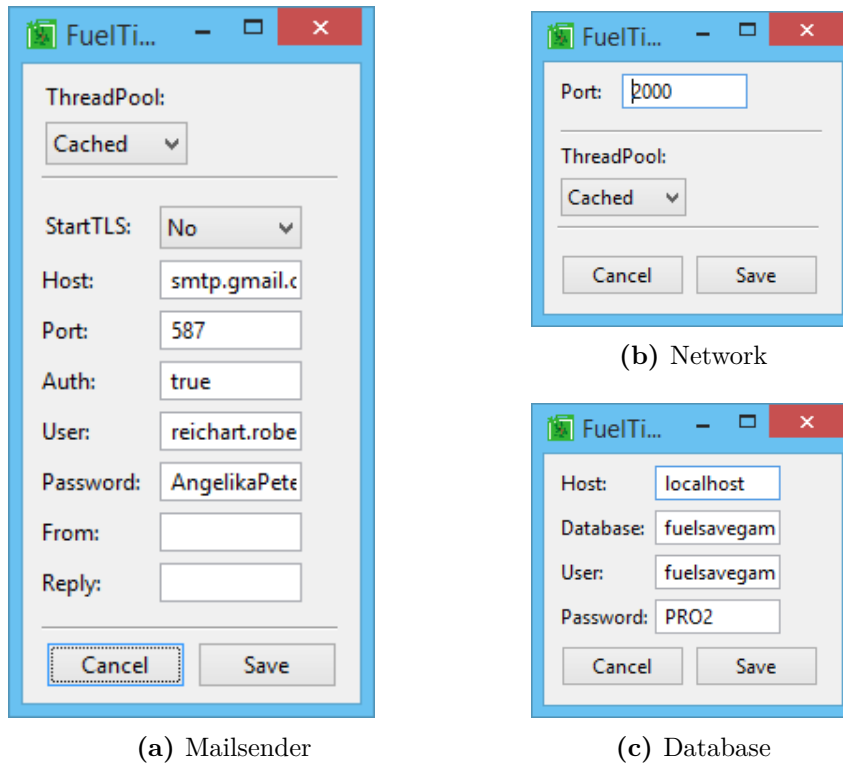 FuelTi...
ThreadPool:
Cached
StartTLS: No
Host: smtp.gmail.c
Port: 587
Auth: true
User: reichart.robe
Password: AngelikaPete
From:
Reply:
Cancel Save
(a) Mailsender
FuelTi...
Port: 2000
ThreadPool:
Cached
Cancel Save
(b) Network
FuelTi...
Host: localhost
Database: fuelsavegam
User: fuelsavegam
Password: PRO2
Cancel Save
(c) Database